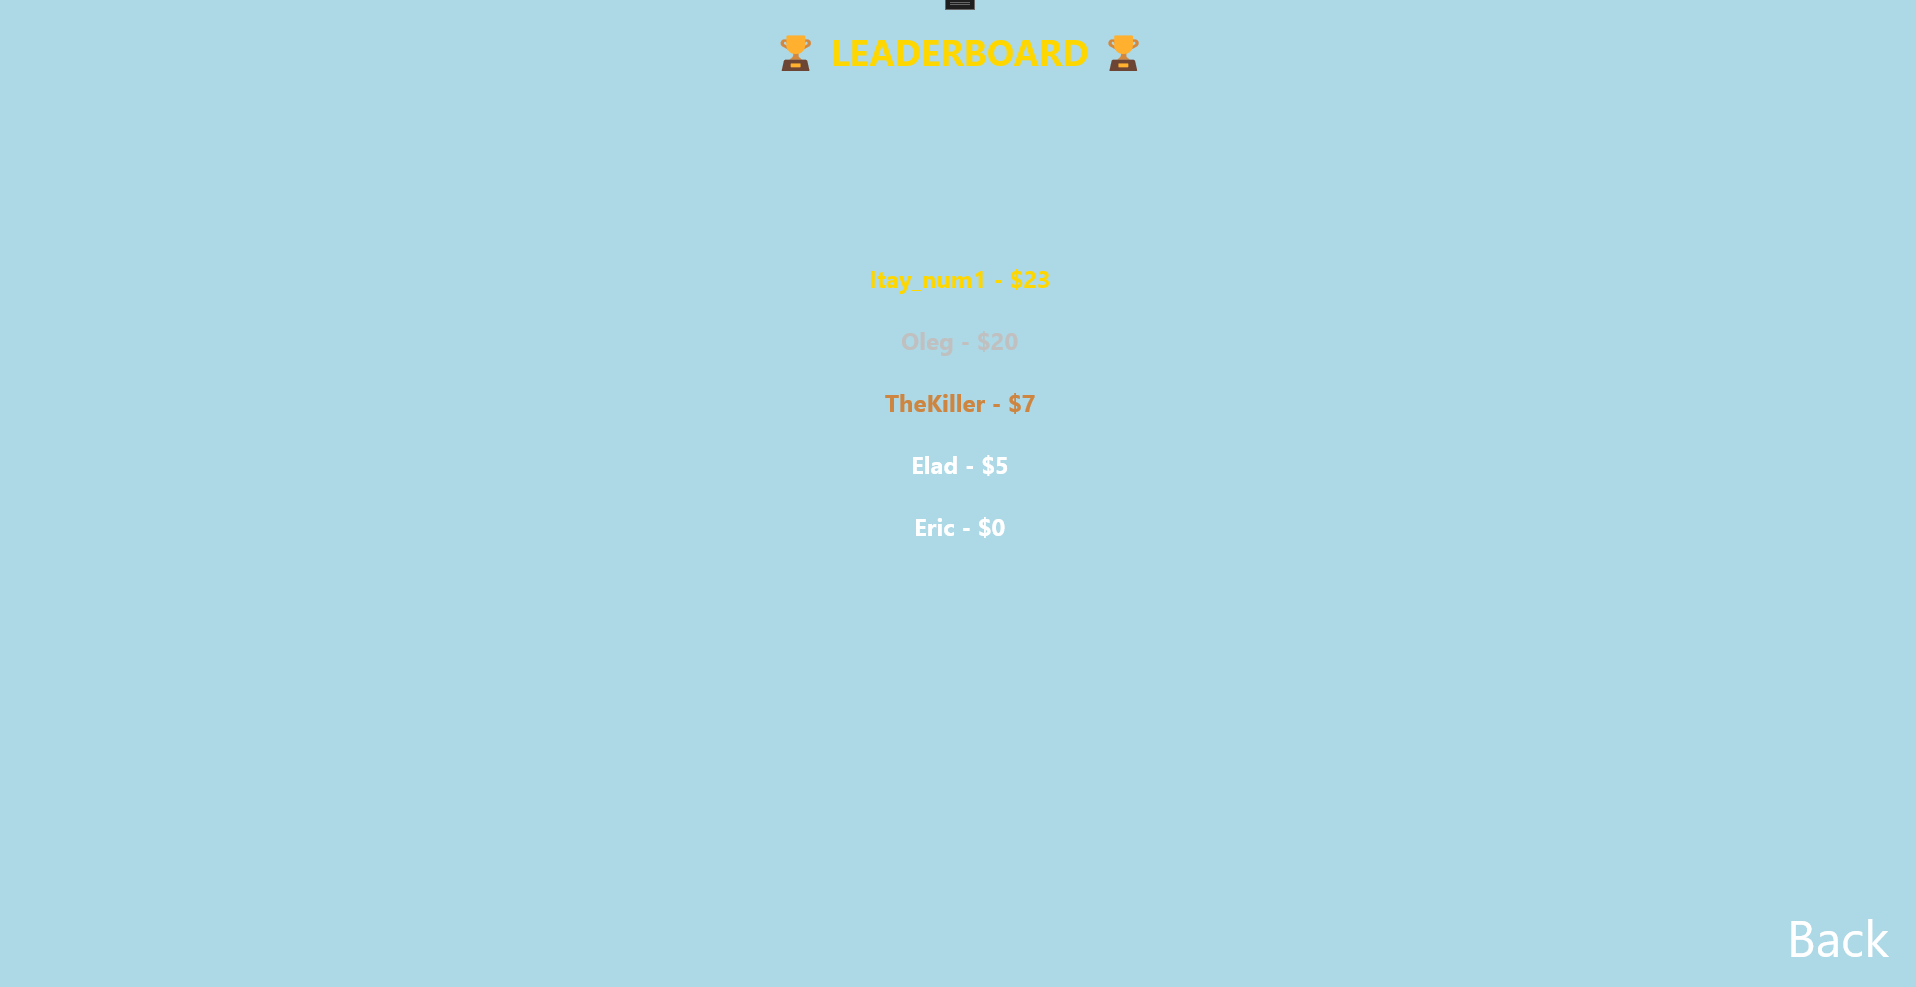 🏆 LEADERBOARD 🏆
Itay_num1 - $23
Oleg - $20
TheKiller - $7
Elad - $5
Eric - $0
Back